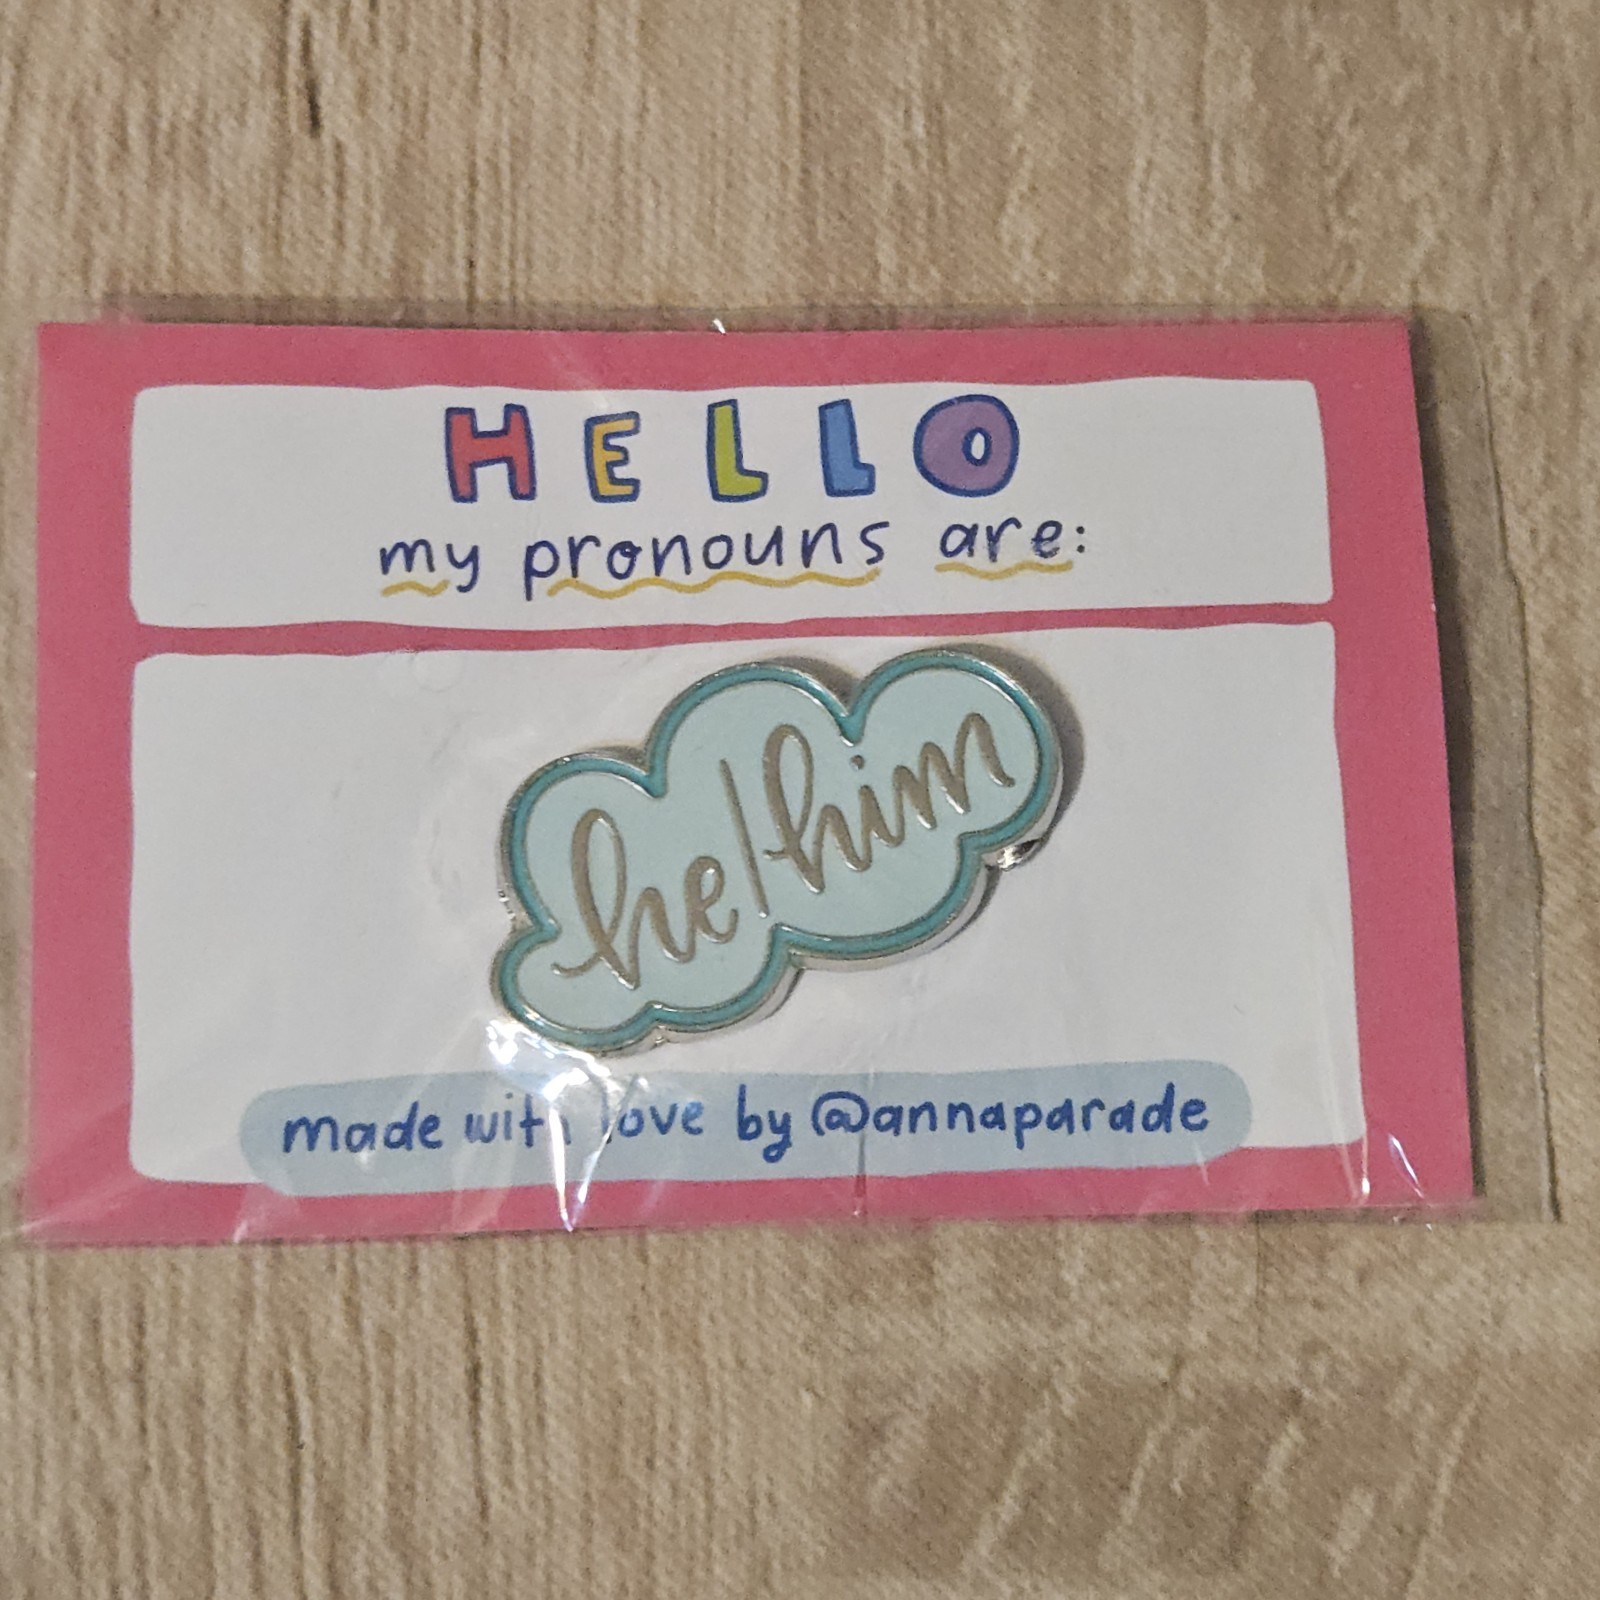 HELLO
my pronouns are:
he/him
made with love by @annaparade